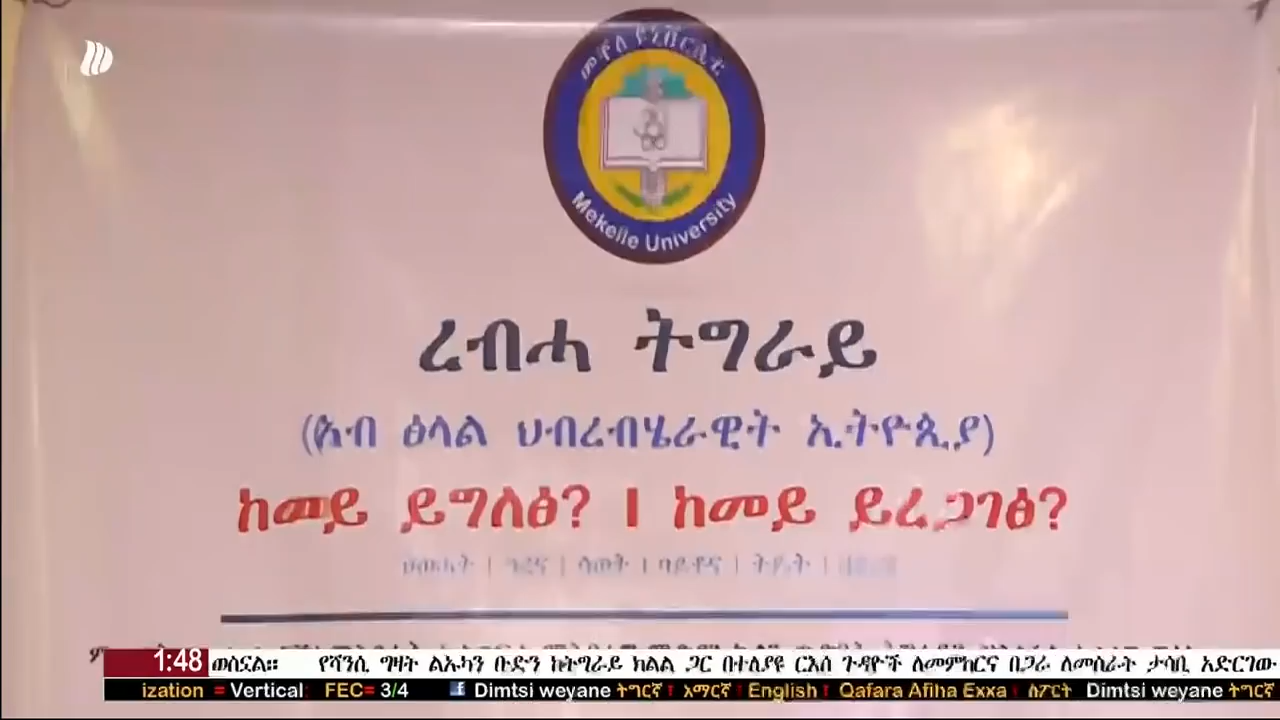 መቐለ ዩኒቨርሲቲ
Mekelle University
ረብሓ ትግራይ
(ኣብ ፅላል ህብረብሄራዊት ኢትዮጲያ)
ከመይ ይግለፅ? | ከመይ ይረጋገፅ?
1:48 ወስኗል። የሻንሲ ግዛት ልኡካን ቡድን ከትግራይ ክልል ጋር በተለያዩ ርእሰ ጉዳዮች ለመምከርና በጋራ ለመስራት ታሳቢ አድርገው
ization = Vertical FEC= 3/4 Dimtsi weyane ትግርኛ አማርኛ English Qafara Afiha Exxa ስፖርት Dimtsi weyane ትግርኛ